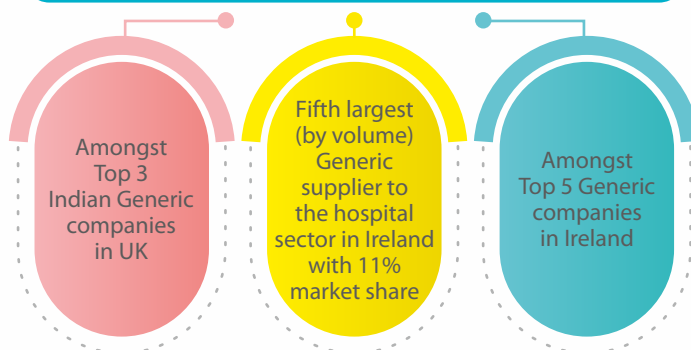 Amongst
Top 3
Indian Generic
companies
in UK
Fifth largest
(by volume)
Generic
supplier to
the hospital
sector in Ireland
with 11%
market share
Amongst
Top 5 Generic
companies
in Ireland